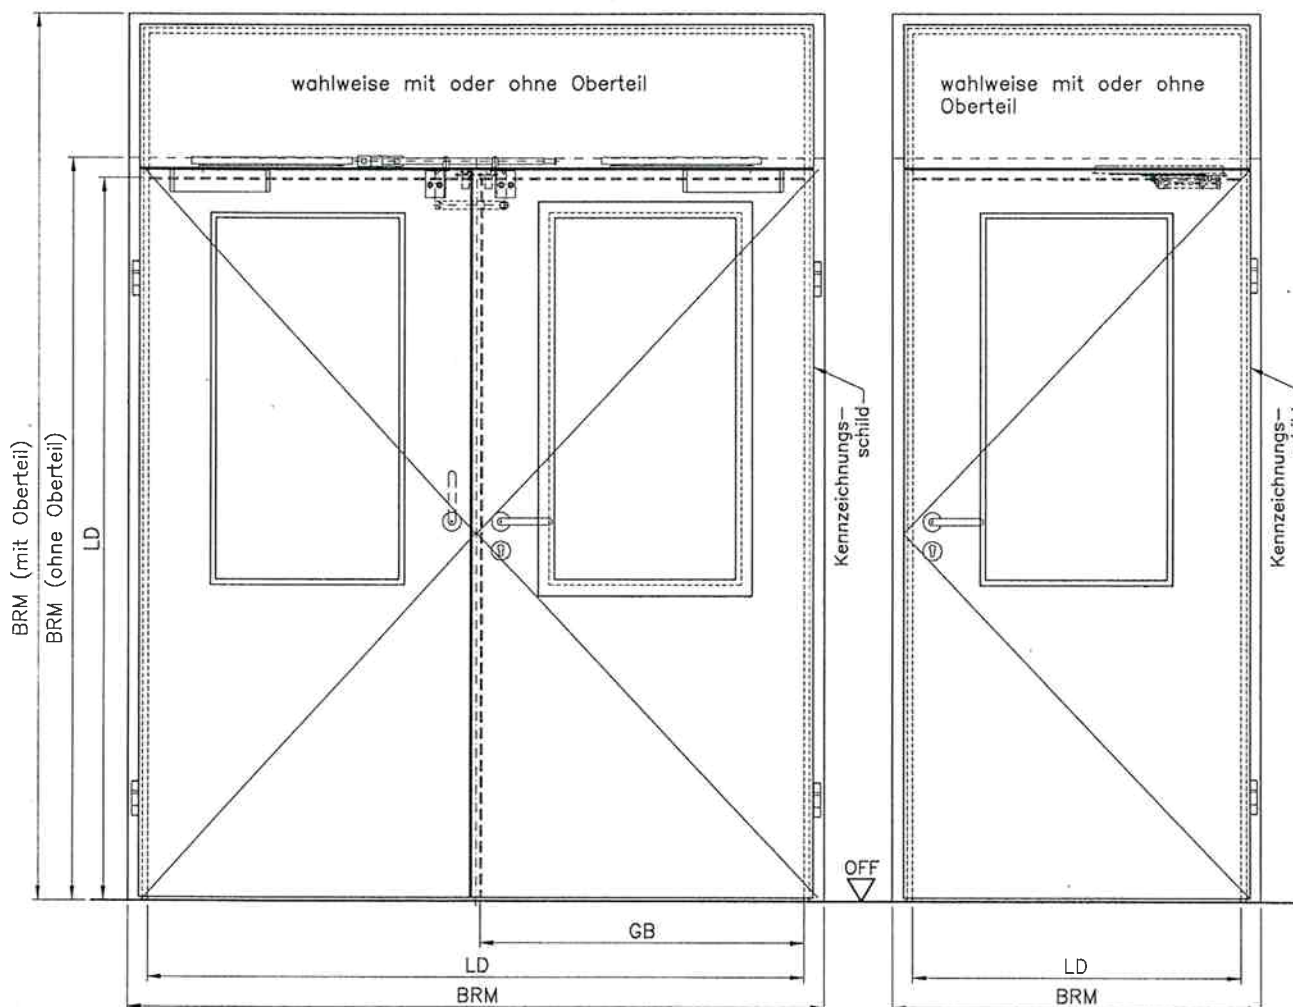 wahlweise mit oder ohne Oberteil
wahlweise mit oder ohne
Oberteil
BRM (mit Oberteil)
BRM (ohne Oberteil)
LD
Kennzeichnungs-
schild
Kennzeichnungs-
OFF
GB
LD
BRM
LD
BRM